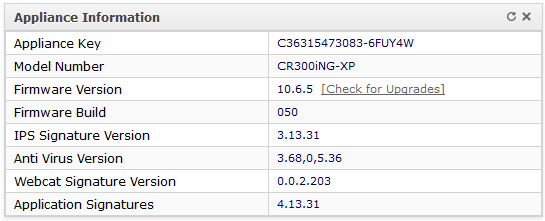 Appliance Information
Appliance Key C36315473083-6FUY4W
Model Number CR300iNG-XP
Firmware Version 10.6.5 [Check for Upgrades]
Firmware Build 050
IPS Signature Version 3.13.31
Anti Virus Version 3.68,0,5.36
Webcat Signature Version 0.0.2.203
Application Signatures 4.13.31